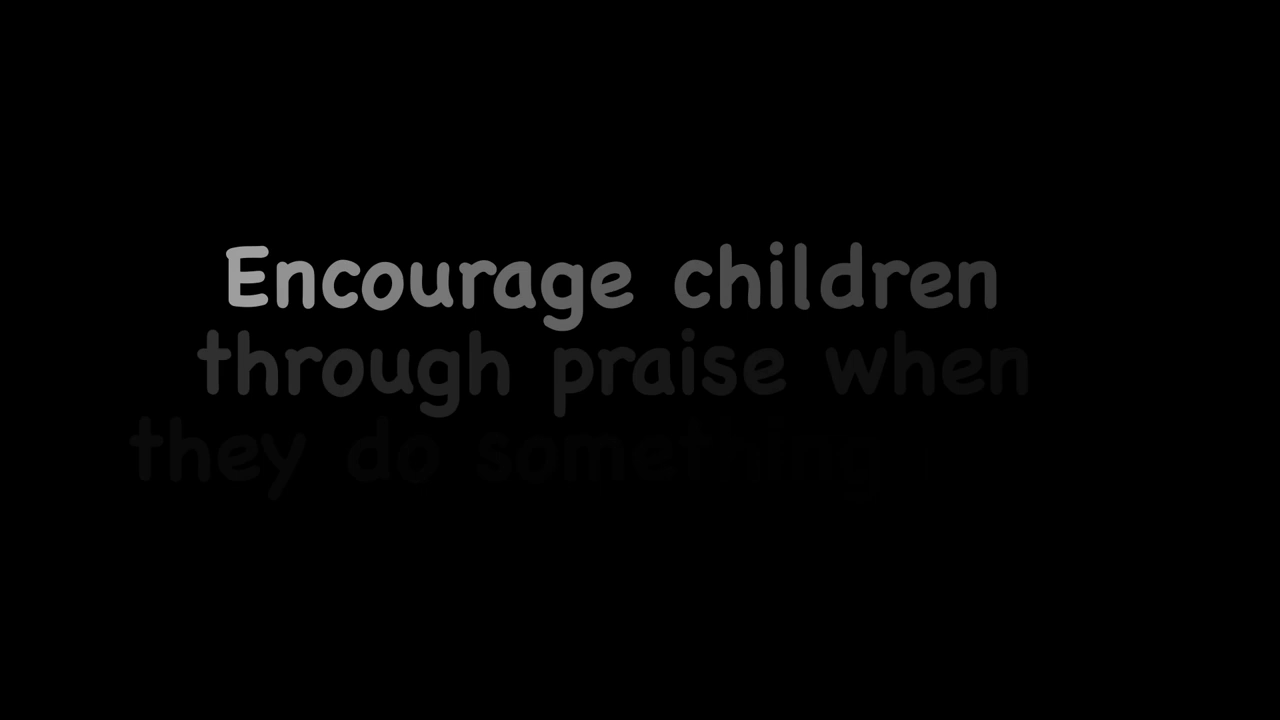 Encourage children
through praise when
they do something